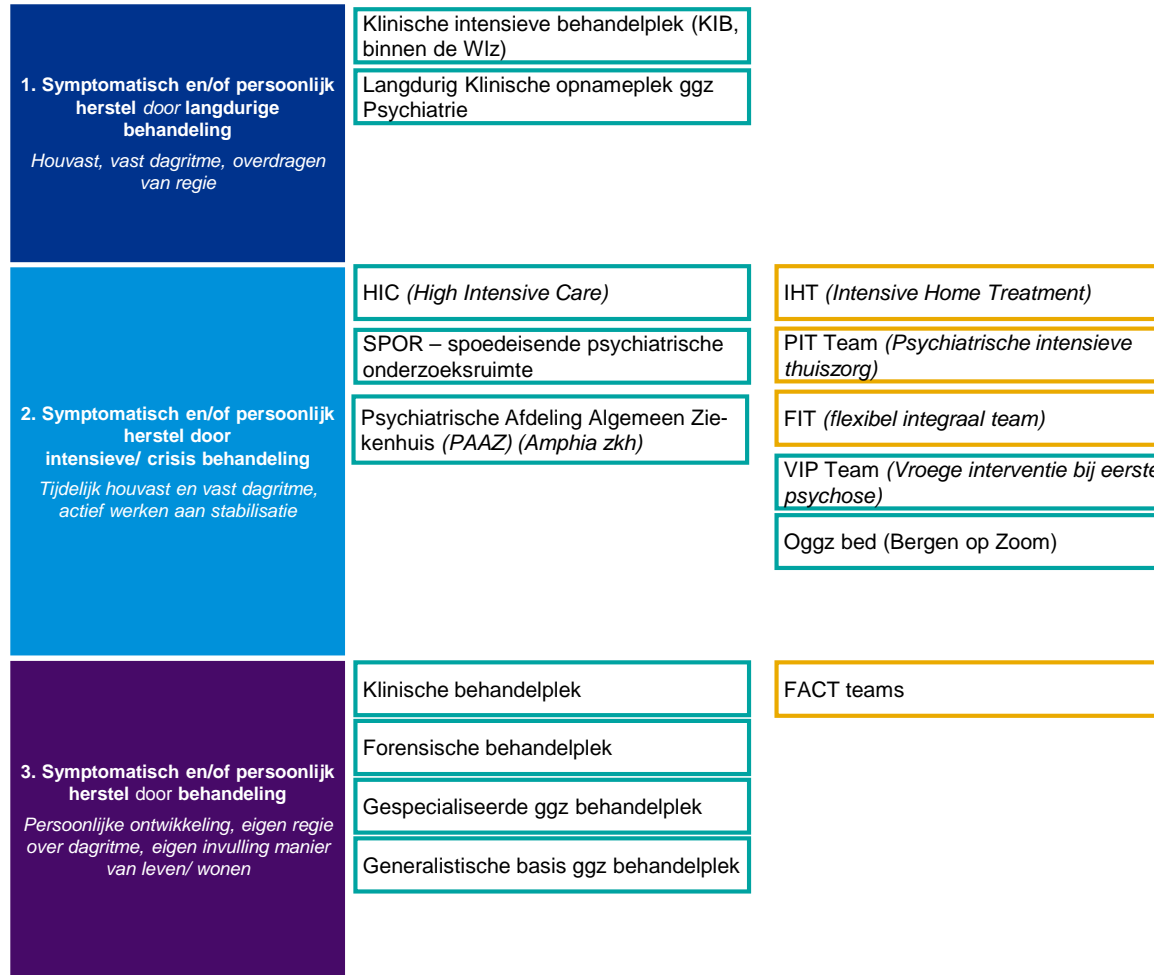 1. Symptomatisch en/of persoonlijk
herstel door langdurige
behandeling
Houvast, vast dagritme, overdragen
van regie
Klinische intensieve behandelplek (KIB,
binnen de Wlz)
Langdurig Klinische opnameplek ggz
Psychiatrie
2. Symptomatisch en/of persoonlijk
herstel door
intensieve/ crisis behandeling
Tijdelijk houvast en vast dagritme,
actief werken aan stabilisatie
HIC (High Intensive Care)
SPOR – spoedeisende psychiatrische
onderzoeksruimte
Psychiatrische Afdeling Algemeen Zie-
kenhuis (PAAZ) (Amphia zkh)
IHT (Intensive Home Treatment)
PIT Team (Psychiatrische intensieve
thuiszorg)
FIT (flexibel integraal team)
VIP Team (Vroege interventie bij eerste
psychose)
Oggz bed (Bergen op Zoom)
3. Symptomatisch en/of persoonlijk
herstel door behandeling
Persoonlijke ontwikkeling, eigen regie
over dagritme, eigen invulling manier
van leven/ wonen
Klinische behandelplek
Forensische behandelplek
Gespecialiseerde ggz behandelplek
Generalistische basis ggz behandelplek
FACT teams